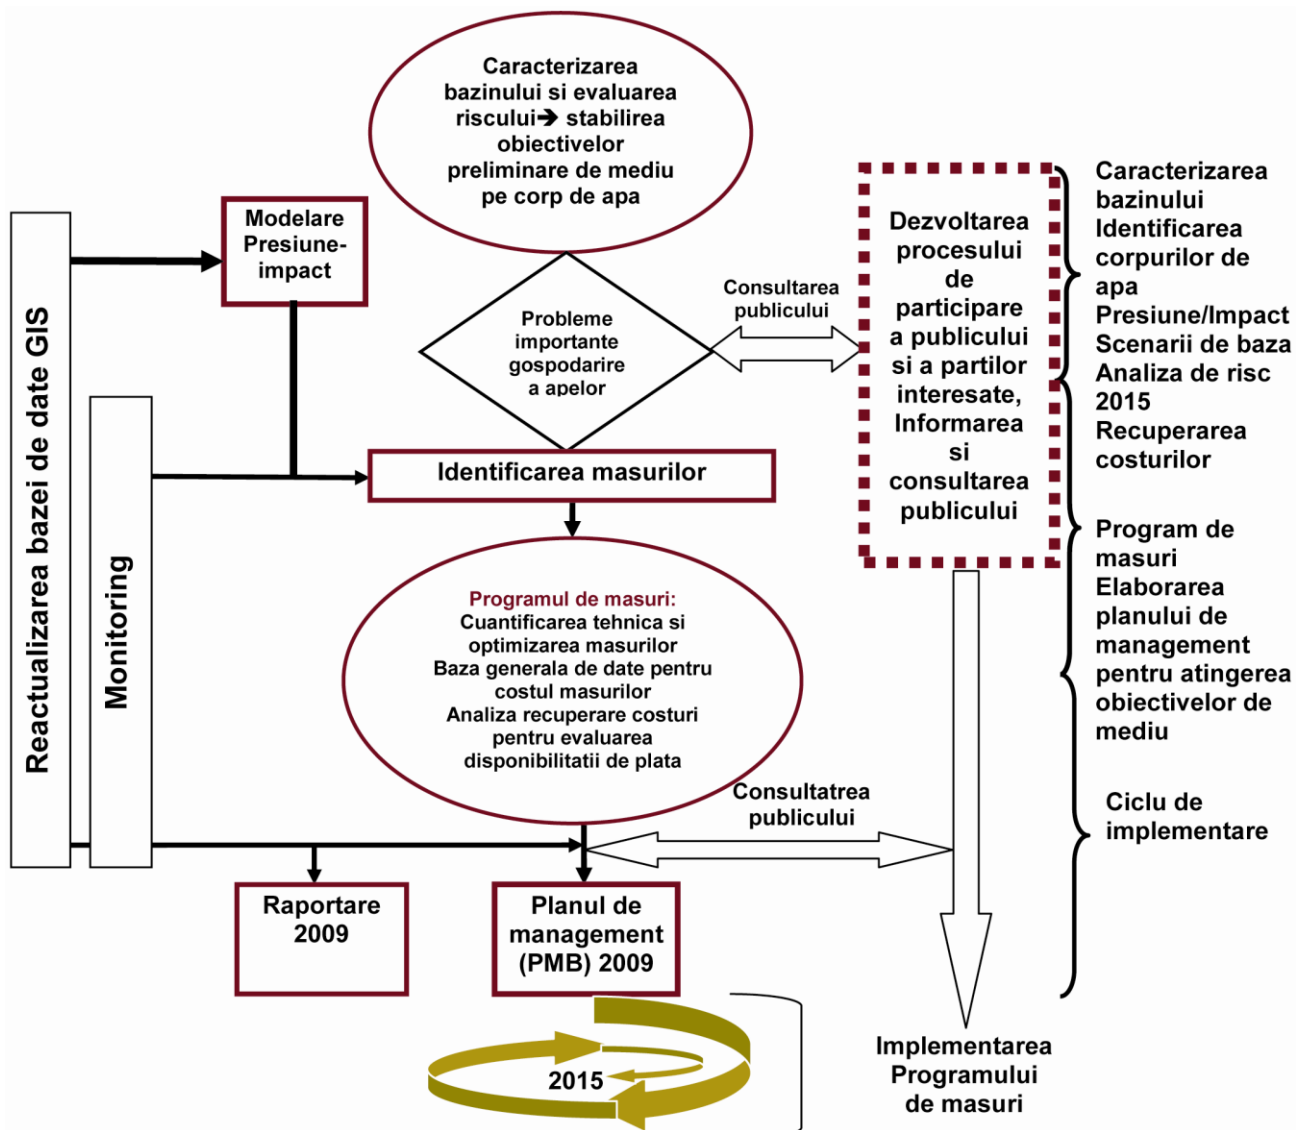 Caracterizarea
bazinului si evaluarea
riscului➔ stabilirea
obiectivelor
preliminare de mediu
pe corp de apa
Modelare
Presiune-
impact
Reactualizarea bazei de date GIS
Monitoring
Probleme
importante
gospodarire
a apelor
Consultarea
publicului
Dezvoltarea
procesului
de
participare
a publicului
si a partilor
interesate,
Informarea
si
consultarea
publicului
Caracterizarea
bazinului
Identificarea
corpurilor de
apa
Presiune/Impact
Scenarii de baza
Analiza de risc
2015
Recuperarea
costurilor
Identificarea masurilor
Program de
masuri
Elaborarea
planului de
management
pentru atingerea
obiectivelor de
mediu
Programul de masuri:
Cuantificarea tehnica si
optimizarea masurilor
Baza generala de date pentru
costul masurilor
Analiza recuperare costuri
pentru evaluarea
disponibilitatii de plata
Consultatrea
publicului
Ciclu de
implementare
Raportare
2009
Planul de
management
(PMB) 2009
2015
Implementarea
Programului
de masuri